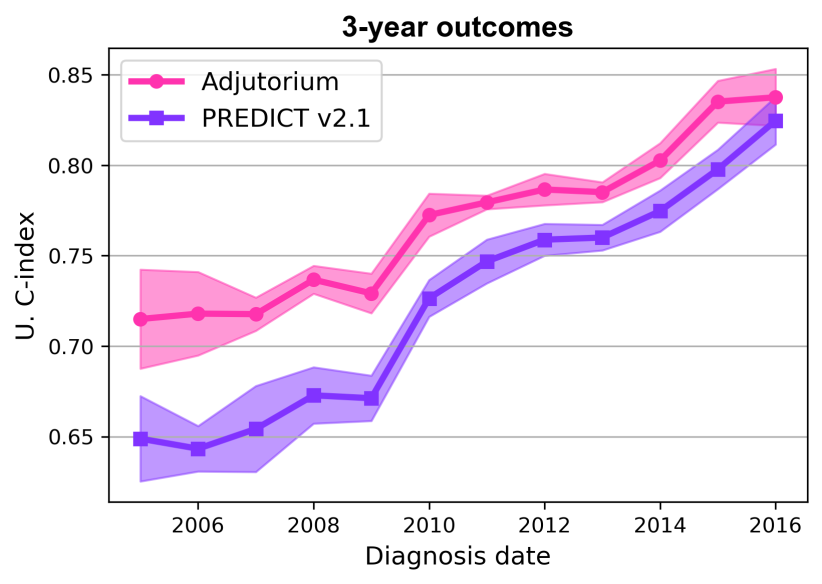 3-year outcomes
Adjutorium
PREDICT v2.1
U. C-index
0.85
0.80
0.75
0.70
0.65
2006 2008 2010 2012 2014 2016
Diagnosis date